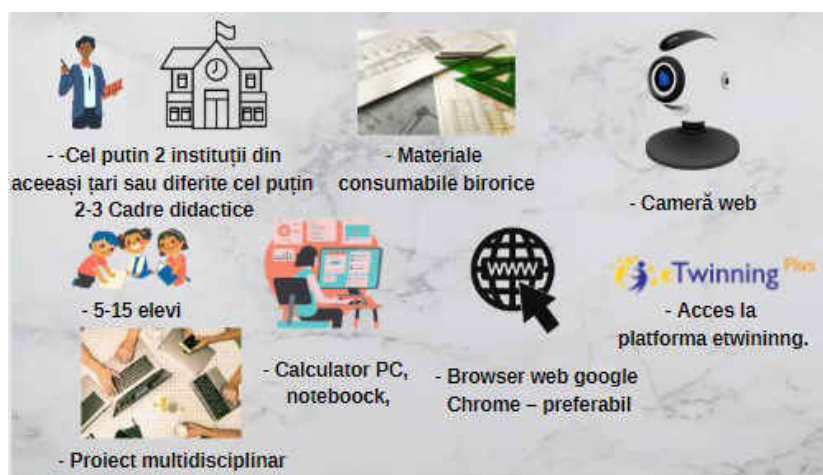 - -Cel putin 2 instituții din
aceeași țari sau diferite cel puțin
2-3 Cadre didactice
- Materiale
consumabile birorice
- Cameră web
- 5-15 elevi
- Calculator PC,
noteboock,
WWW
- Browser web google
Chrome – preferabil
eTwinning Plus
- Acces la
platforma etwininng.
- Proiect multidisciplinar